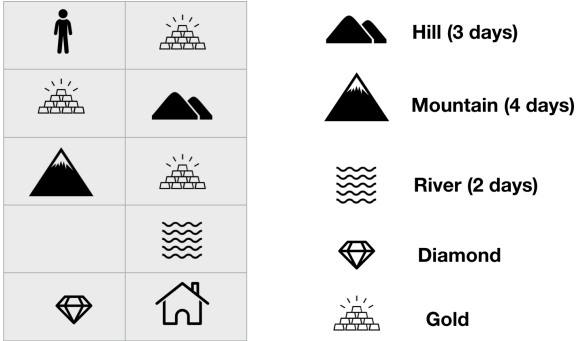 Hill (3 days)
Mountain (4 days)
River (2 days)
Diamond
Gold